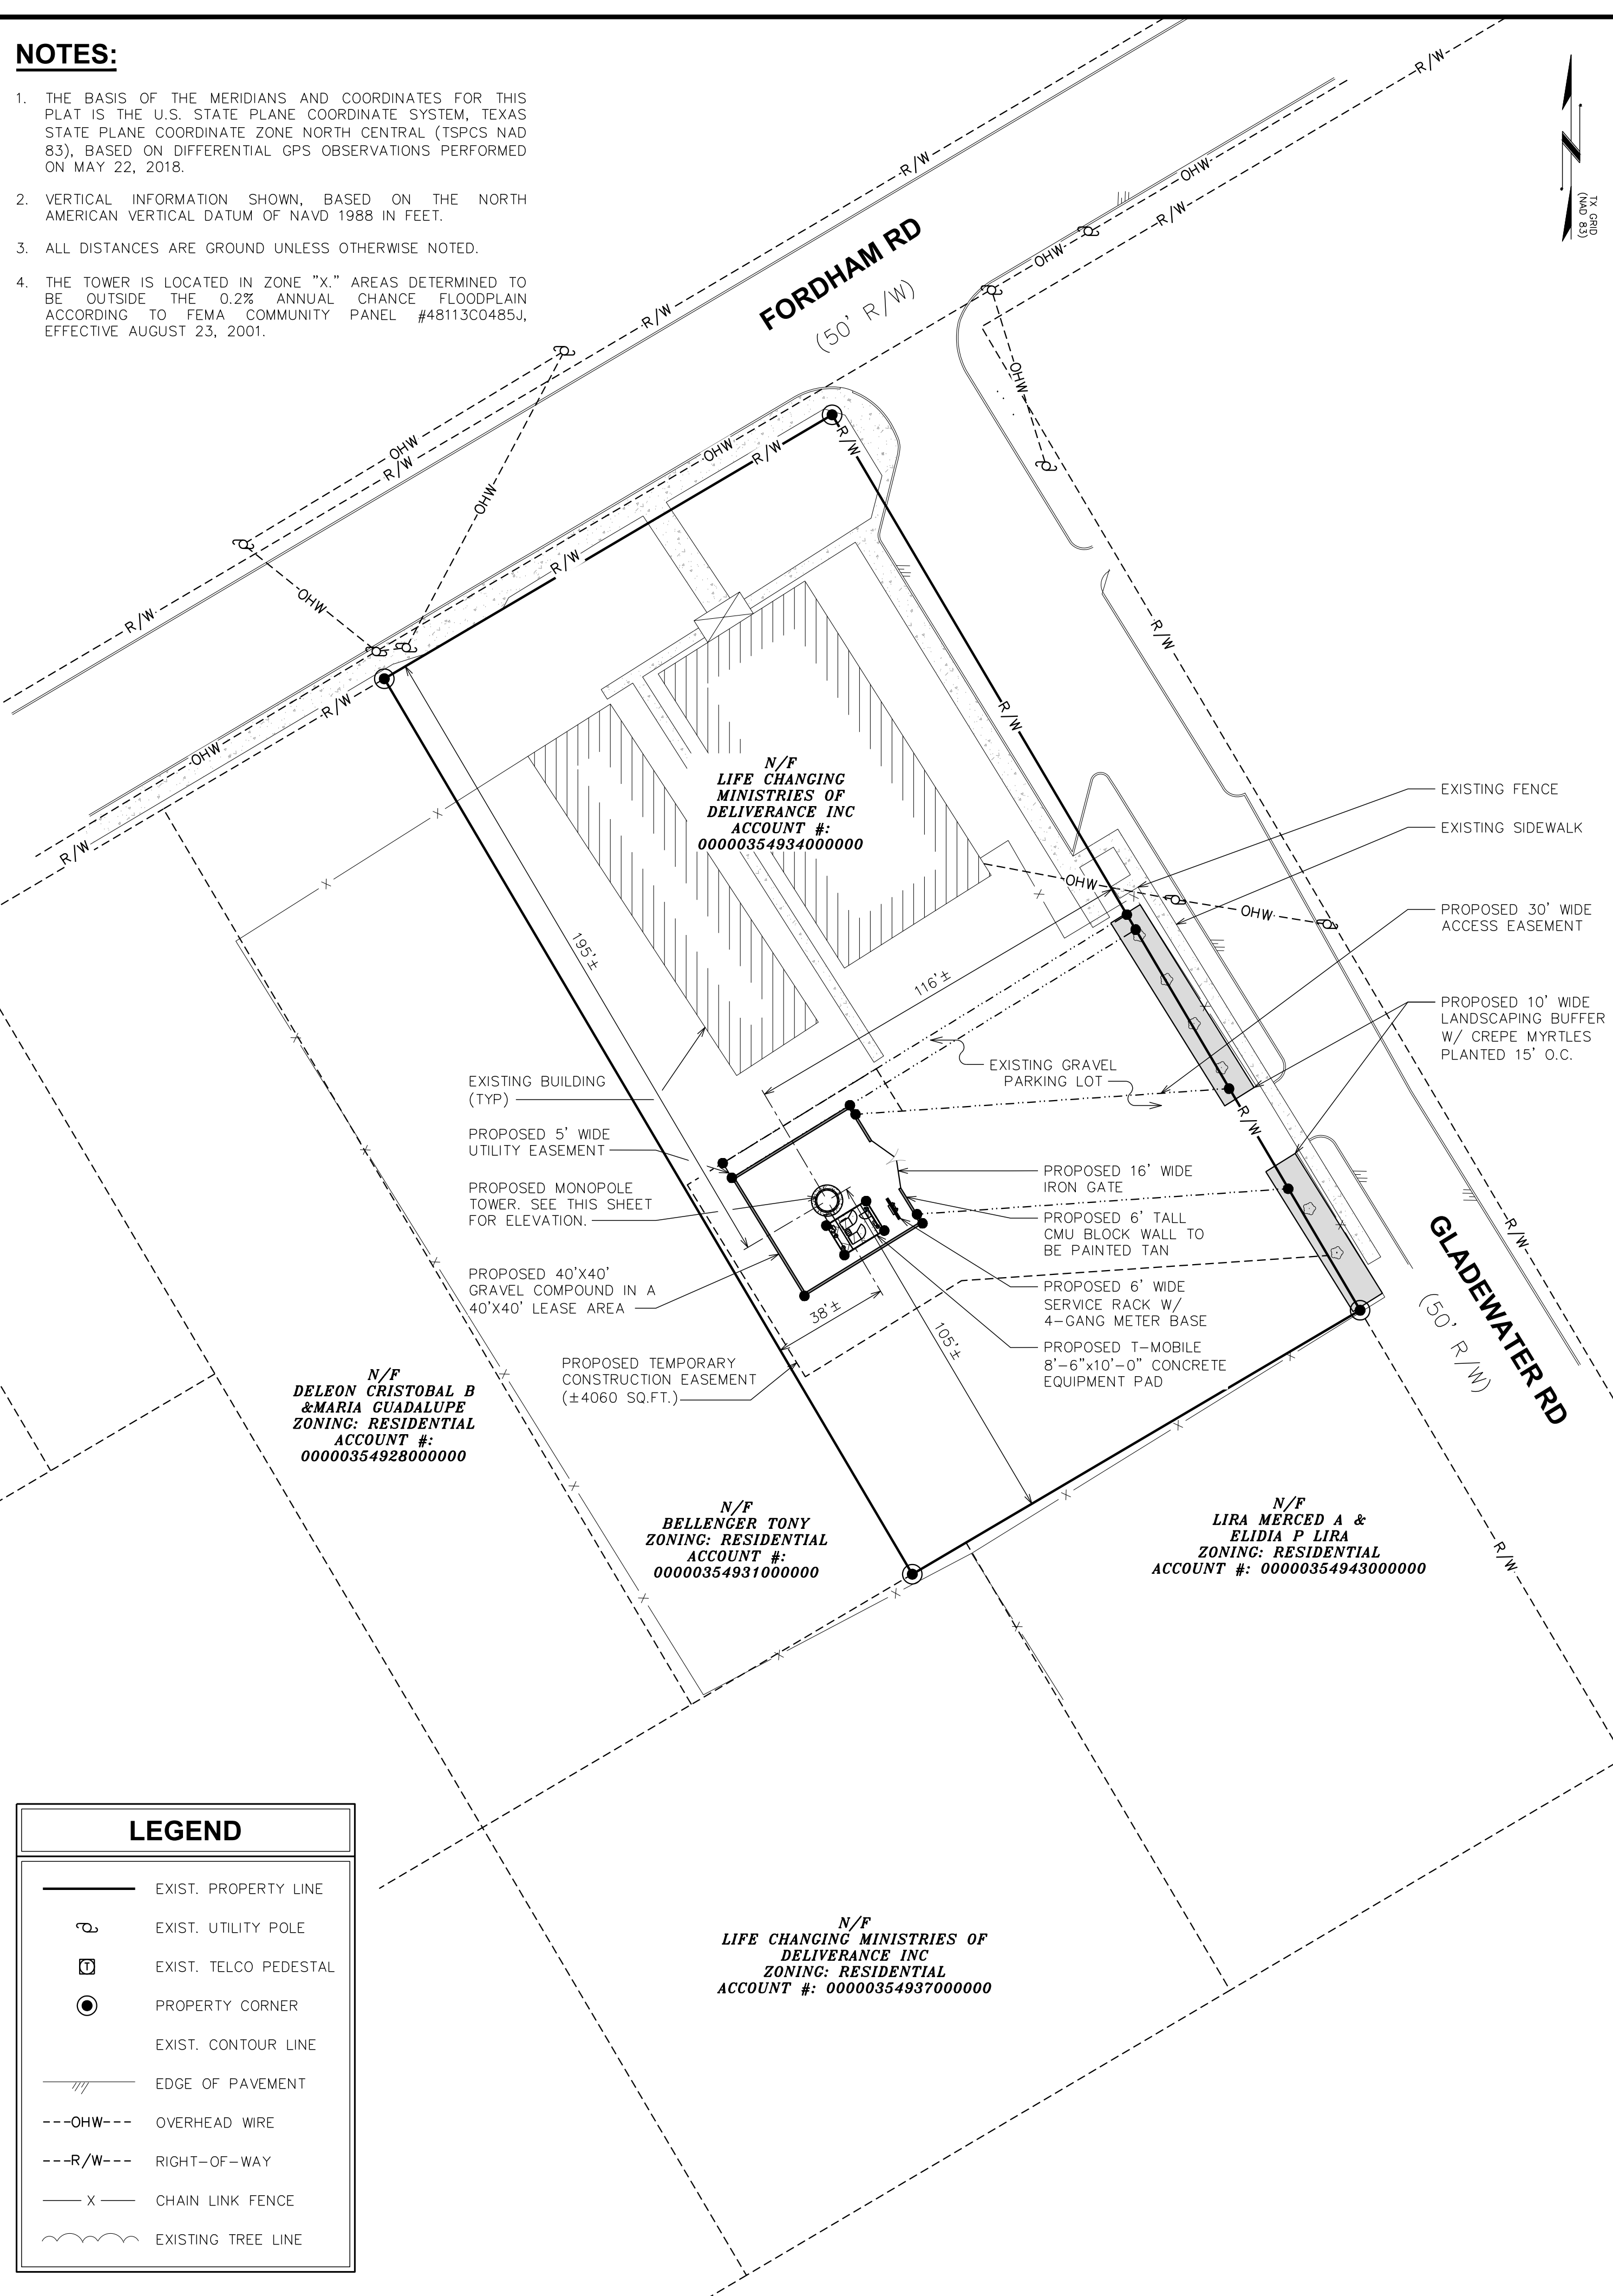 NOTES:
1. THE BASIS OF THE MERIDIANS AND COORDINATES FOR THIS
PLAT IS THE U.S. STATE PLANE COORDINATE SYSTEM, TEXAS
STATE PLANE COORDINATE ZONE NORTH CENTRAL (TSPCS NAD
83), BASED ON DIFFERENTIAL GPS OBSERVATIONS PERFORMED
ON MAY 22, 2018.
2. VERTICAL INFORMATION SHOWN, BASED ON THE NORTH
AMERICAN VERTICAL DATUM OF NAVD 1988 IN FEET.
3. ALL DISTANCES ARE GROUND UNLESS OTHERWISE NOTED.
4. THE TOWER IS LOCATED IN ZONE "X." AREAS DETERMINED TO
BE OUTSIDE THE 0.2% ANNUAL CHANCE FLOODPLAIN
ACCORDING TO FEMA COMMUNITY PANEL #48113C0485J,
EFFECTIVE AUGUST 23, 2001.
TX GRID
(NAD 83)
R/W
R/W
OHW
R/W
FORDHAM RD
(50' R/W)
OHW
R/W
OHW
OHW
R/W
OHW
OHW
R/W
R/W
OHW
R/W
R/W
R/W
R/W
OHW
R/W
R/W
N/F
LIFE CHANGING
MINISTRIES OF
DELIVERANCE INC
ACCOUNT #:
00000354934000000
EXISTING FENCE
EXISTING SIDEWALK
OHW
OHW
PROPOSED 30' WIDE
ACCESS EASEMENT
195'±
116'±
PROPOSED 10' WIDE
LANDSCAPING BUFFER
W/ CREPE MYRTLES
PLANTED 15' O.C.
EXISTING GRAVEL
PARKING LOT
EXISTING BUILDING
(TYP)
R/W
PROPOSED 5' WIDE
UTILITY EASEMENT
PROPOSED MONOPOLE
TOWER. SEE THIS SHEET
FOR ELEVATION.
PROPOSED 40'X40'
GRAVEL COMPOUND IN A
40'X40' LEASE AREA
PROPOSED TEMPORARY
CONSTRUCTION EASEMENT
(±4060 SQ.FT.)
38'±
105'±
PROPOSED 16' WIDE
IRON GATE
PROPOSED 6' TALL
CMU BLOCK WALL TO
BE PAINTED TAN
PROPOSED 6' WIDE
SERVICE RACK W/
4-GANG METER BASE
PROPOSED T-MOBILE
8'-6"x10'-0" CONCRETE
EQUIPMENT PAD
R/W
GLADEWATER RD
(50' R/W)
R/W
N/F
DELEON CRISTOBAL B
&MARIA GUADALUPE
ZONING: RESIDENTIAL
ACCOUNT #:
00000354928000000
N/F
BELLENGER TONY
ZONING: RESIDENTIAL
ACCOUNT #:
00000354931000000
N/F
LIRA MERCED A &
ELIDIA P LIRA
ZONING: RESIDENTIAL
ACCOUNT #: 00000354943000000
N/F
LIFE CHANGING MINISTRIES OF
DELIVERANCE INC
ZONING: RESIDENTIAL
ACCOUNT #: 00000354937000000
LEGEND
EXIST. PROPERTY LINE
EXIST. UTILITY POLE
T EXIST. TELCO PEDESTAL
PROPERTY CORNER
EXIST. CONTOUR LINE
EDGE OF PAVEMENT
---OHW--- OVERHEAD WIRE
---R/W--- RIGHT-OF-WAY
X CHAIN LINK FENCE
EXISTING TREE LINE